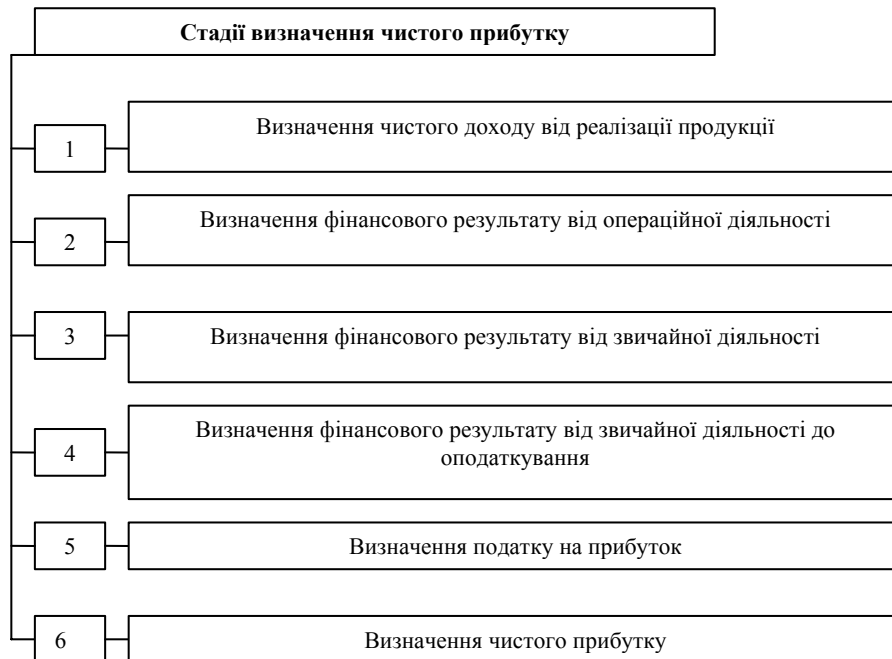 Стадії визначення чистого прибутку
1
Визначення чистого доходу від реалізації продукції
2
Визначення фінансового результату від операційної діяльності
3
Визначення фінансового результату від звичайної діяльності
4
Визначення фінансового результату від звичайної діяльності до
оподаткування
5
Визначення податку на прибуток
6
Визначення чистого прибутку